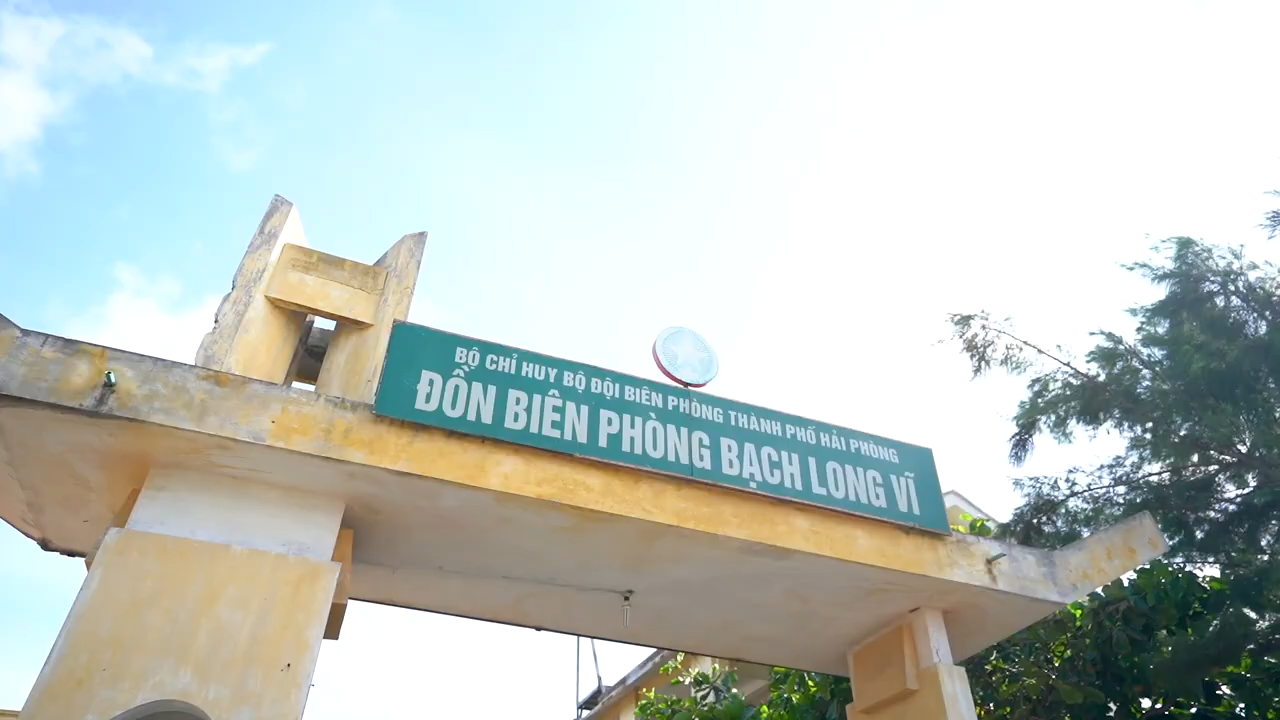 BỘ CHỈ HUY BỘ ĐỘI BIÊN PHÒNG THÀNH PHỐ HẢI PHÒNG
ĐỒN BIÊN PHÒNG BẠCH LONG VĨ